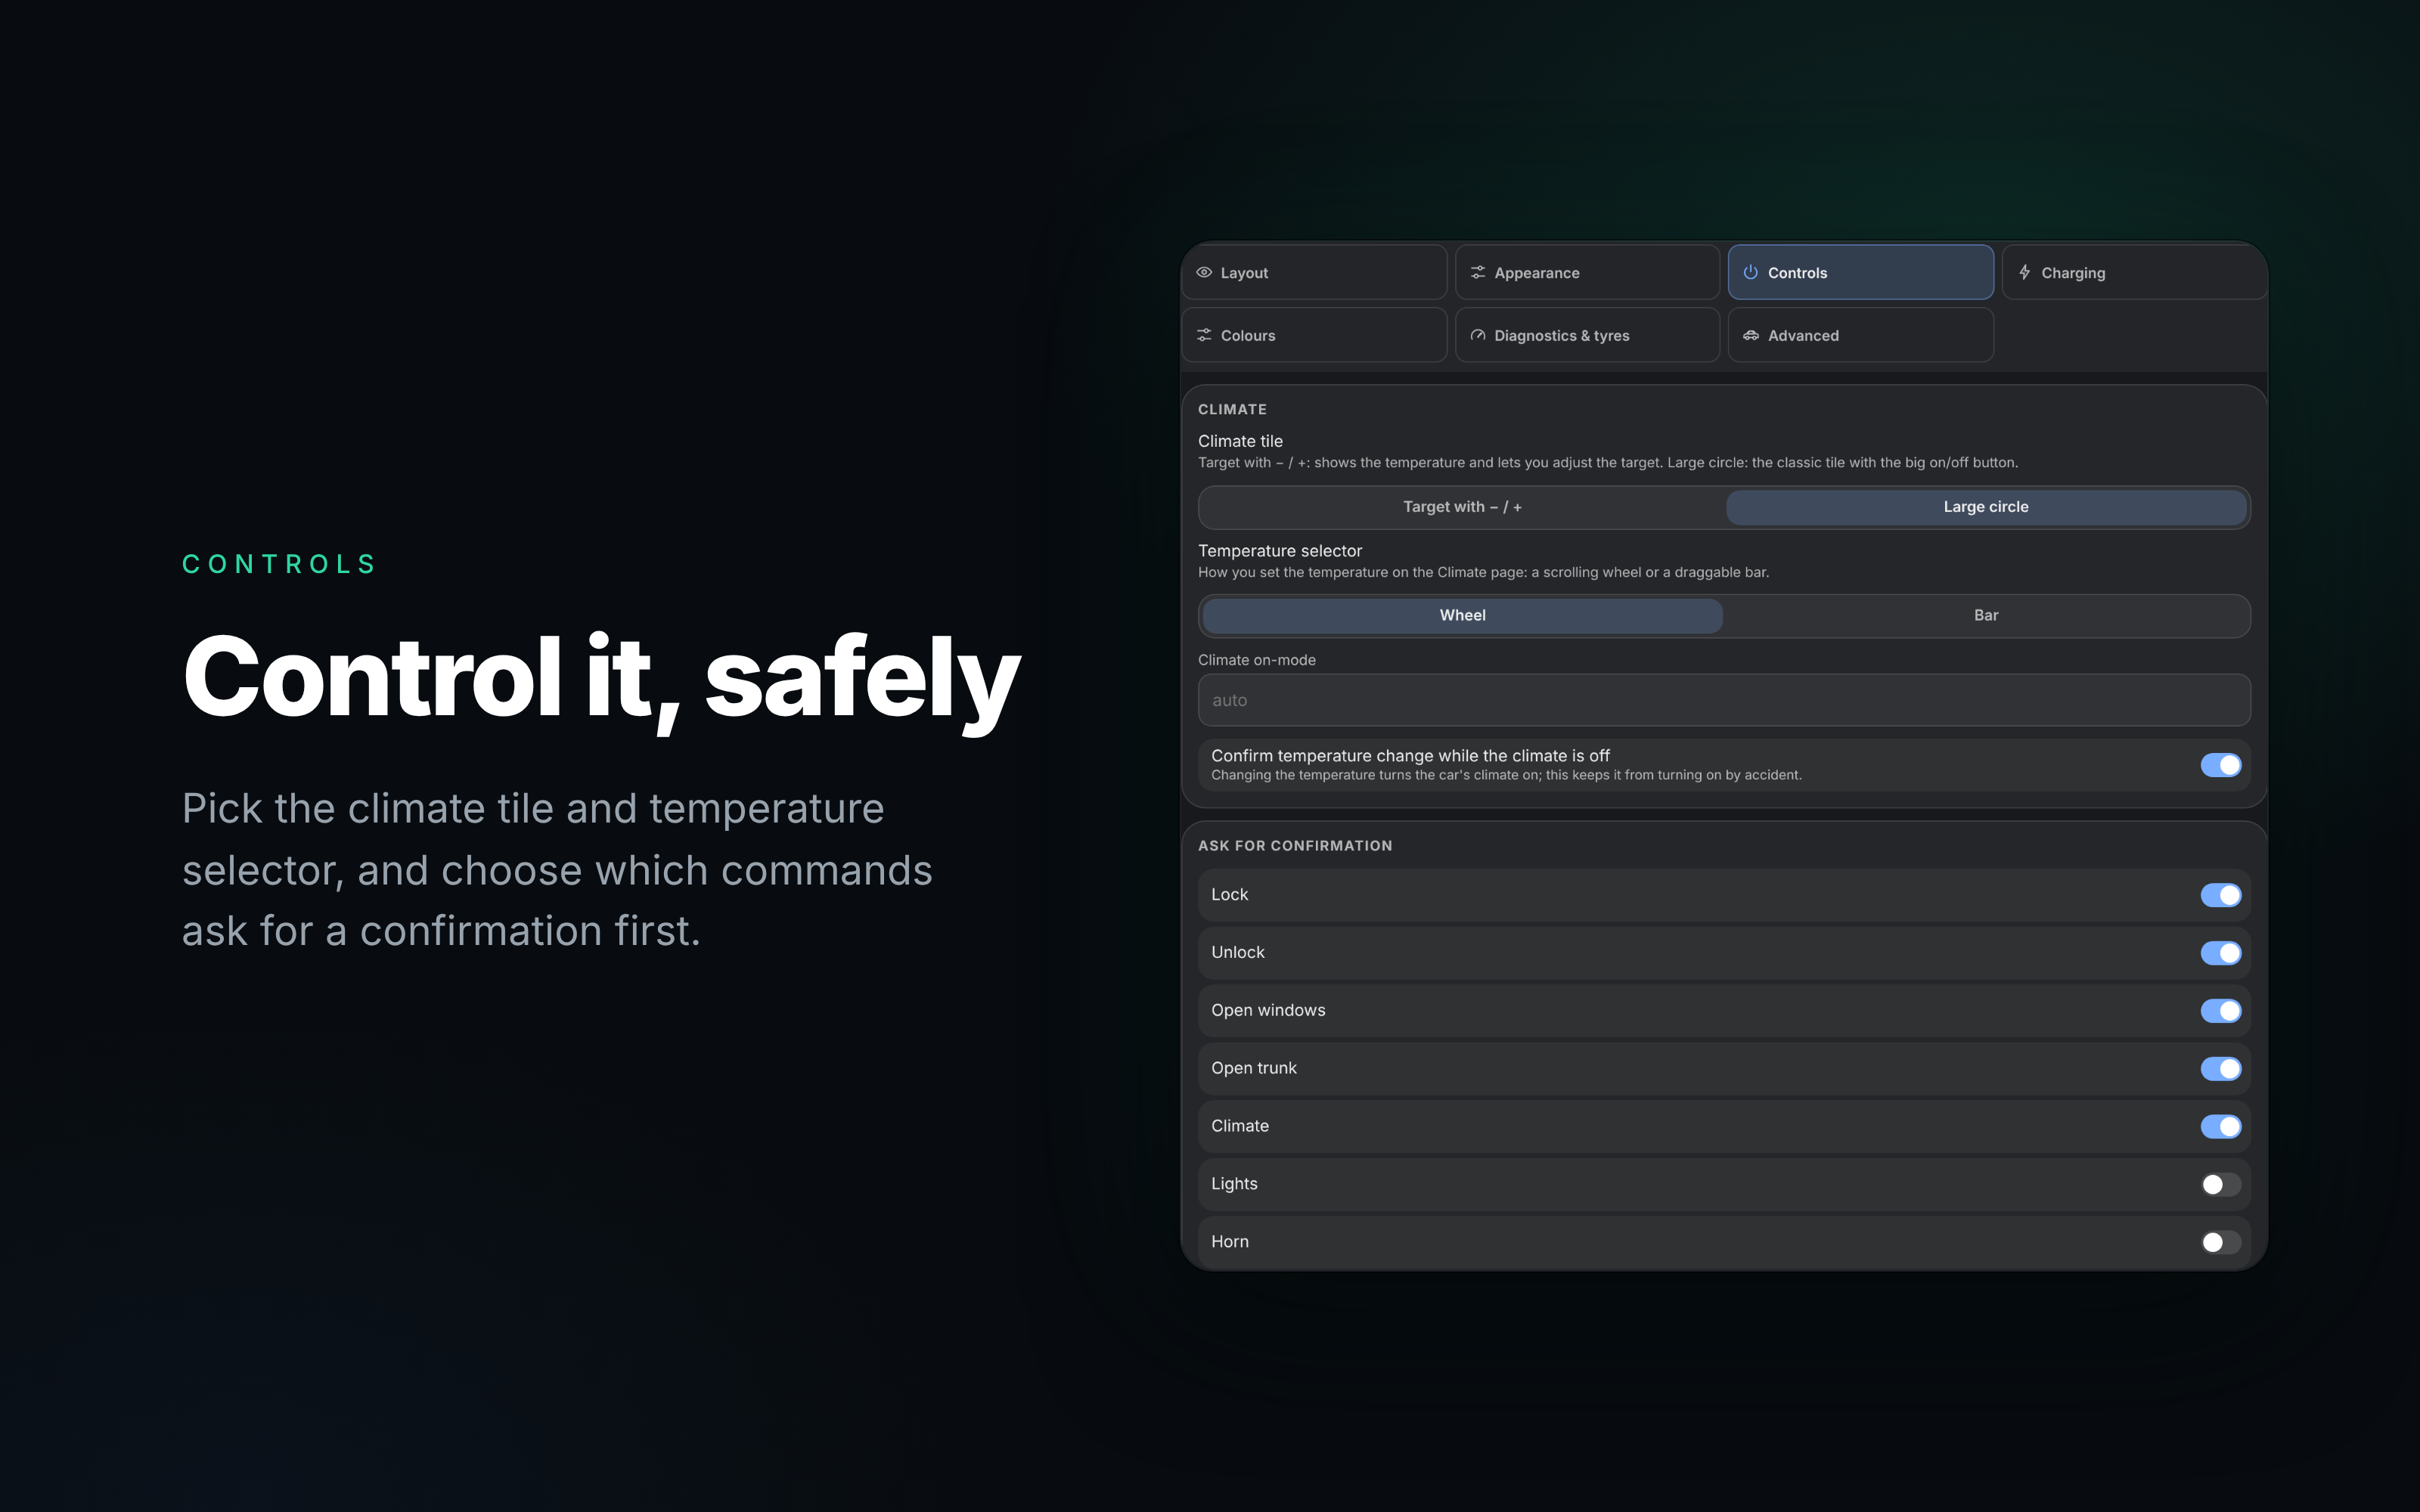 CONTROLS
Control it, safely
Pick the climate tile and temperature
selector, and choose which commands
ask for a confirmation first.
Layout
Appearance
Controls
Charging
Colours
Diagnostics & tyres
Advanced
CLIMATE
Climate tile
Target with − / +: shows the temperature and lets you adjust the target. Large circle: the classic tile with the big on/off button.
Target with − / +
Large circle
Temperature selector
How you set the temperature on the Climate page: a scrolling wheel or a draggable bar.
Wheel
Bar
Climate on-mode
auto
Confirm temperature change while the climate is off
Changing the temperature turns the car's climate on; this keeps it from turning on by accident.
ASK FOR CONFIRMATION
Lock
Unlock
Open windows
Open trunk
Climate
Lights
Horn